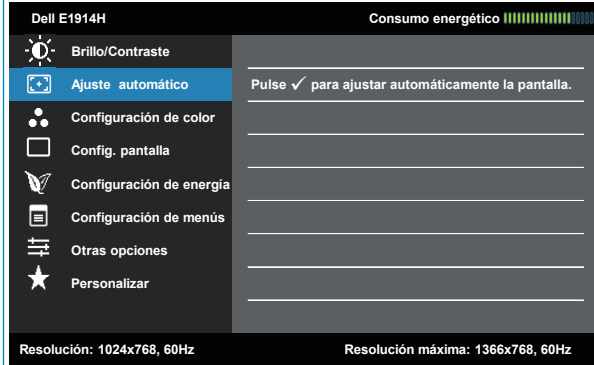 Dell E1914H
Consumo energético
Brillo/Contraste
Ajuste automático
Pulse ✓ para ajustar automáticamente la pantalla.
Configuración de color
Config. pantalla
Configuración de energía
Configuración de menús
Otras opciones
Personalizar
Resolución: 1024x768, 60Hz
Resolución máxima: 1366x768, 60Hz